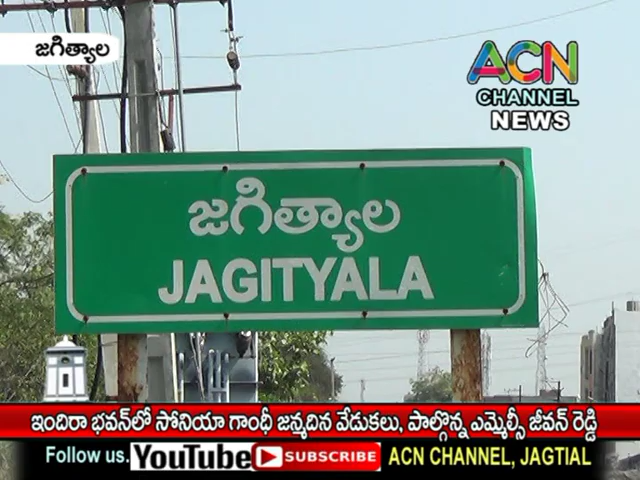 జగిత్యాల
ACN
CHANNEL
NEWS
జగిత్యాల
JAGITYALA
ఇందిరా భవన్‌లో సోనియా గాంధీ జన్మదిన వేడుకలు, పాల్గొన్న ఎమ్మెల్సీ జీవన్ రెడ్డి
Follow us. YouTube SUBSCRIBE ACN CHANNEL, JAGTIAL